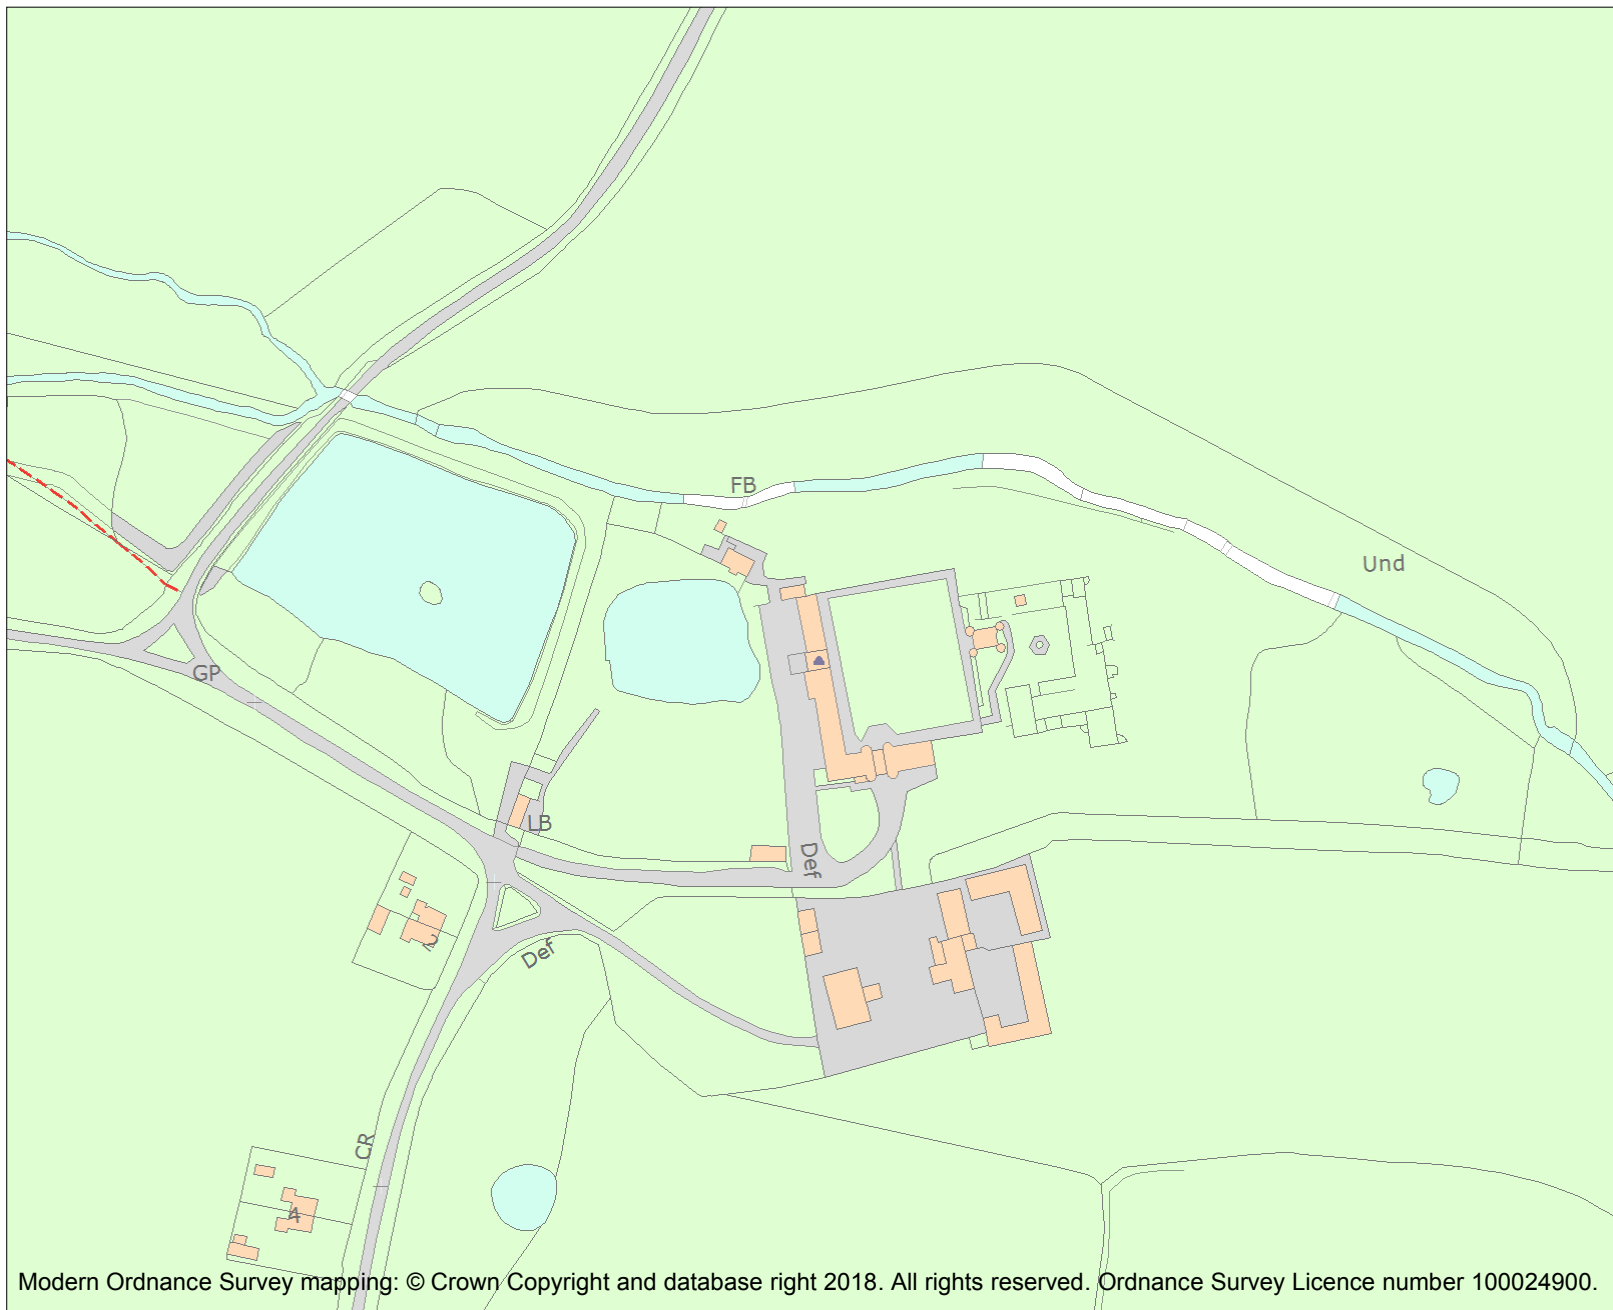 FB
Und
GP
LB
Def
2
Def
CR
4
Modern Ordnance Survey mapping: © Crown Copyright and database right 2018. All rights reserved. Ordnance Survey Licence number 100024900.